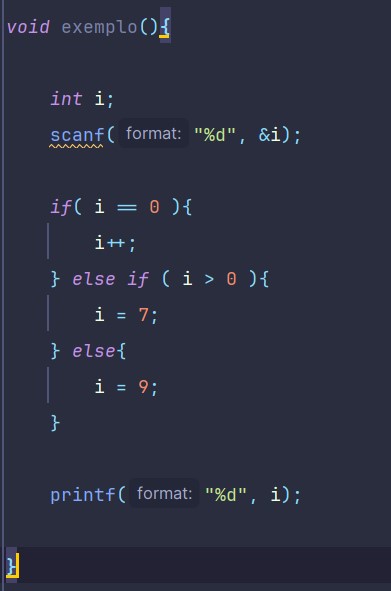 void exemplo(){
int i;
scanf( format: "%d", &i);
if( i == 0 ){
i++;
} else if ( i > 0 ){
i = 7;
} else{
i = 9;
}
printf( format: "%d", i);
}